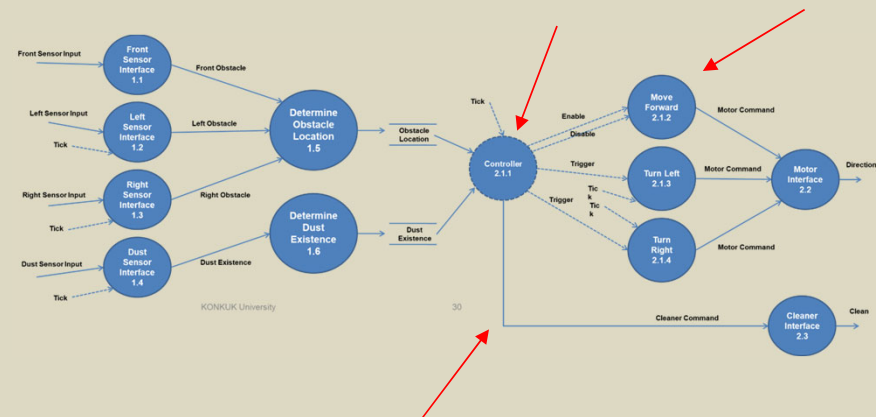 Front Sensor Input
Front
Sensor
Interface
1.1
Front Obstacle
Left Sensor Input
Tick
Left
Sensor
Interface
1.2
Left Obstacle
Right Sensor Input
Tick
Right
Sensor
Interface
1.3
Right Obstacle
Dust Sensor Input
Tick
Dust
Sensor
Interface
1.4
Dust Existence
Determine
Obstacle
Location
1.5
Determine
Dust
Existence
1.6
Obstacle
Location
Dust
Existence
Tick
Controller
2.1.1
Enable
Disable
Trigger
Trigger
Tic
k
Tic
k
Move
Forward
2.1.2
Turn Left
2.1.3
Turn
Right
2.1.4
Motor Command
Motor Command
Motor Command
Motor
Interface
2.2
Direction
Cleaner Command
Cleaner
Interface
2.3
Clean
KONKUK University
30